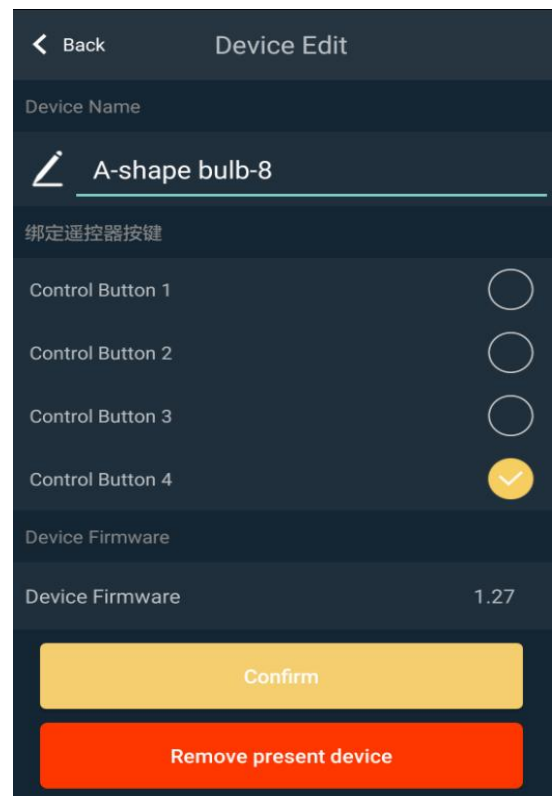 Back
Device Edit
Device Name
A-shape bulb-8
绑定遥控器按键
Control Button 1
Control Button 2
Control Button 3
Control Button 4
Device Firmware
Device Firmware 1.27
Confirm
Remove present device